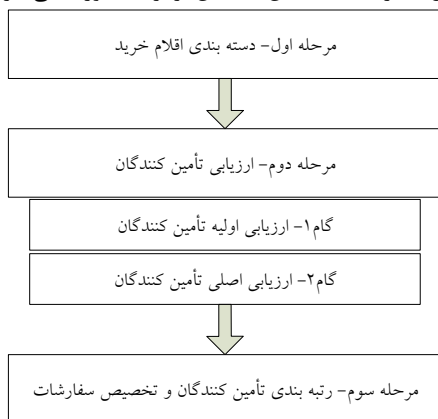 مرحله اول- دسته بندی اقلام خرید
مرحله دوم- ارزیابی تأمین کنندگان
گام۱- ارزیابی اولیه تأمین کنندگان
گام۲- ارزیابی اصلی تأمین کنندگان
مرحله سوم- رتبه بندی تأمین کنندگان و تخصیص سفارشات